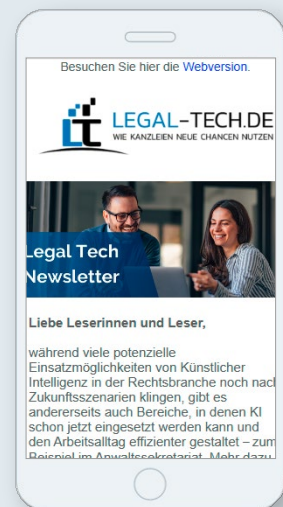 Besuchen Sie hier die Webversion.
LT LEGAL-TECH.DE
WIE KANZLEIEN NEUE CHANCEN NUTZEN
Legal Tech
Newsletter
Liebe Leserinnen und Leser,
während viele potenzielle
Einsatzmöglichkeiten von Künstlicher
Intelligenz in der Rechtsbranche noch nach
Zukunftsszenarien klingen, gibt es
andererseits auch Bereiche, in denen KI
schon jetzt eingesetzt werden kann und
den Arbeitsalltag effizienter gestaltet – zum
Beispiel im Anwaltssekretariat. Mehr dazu